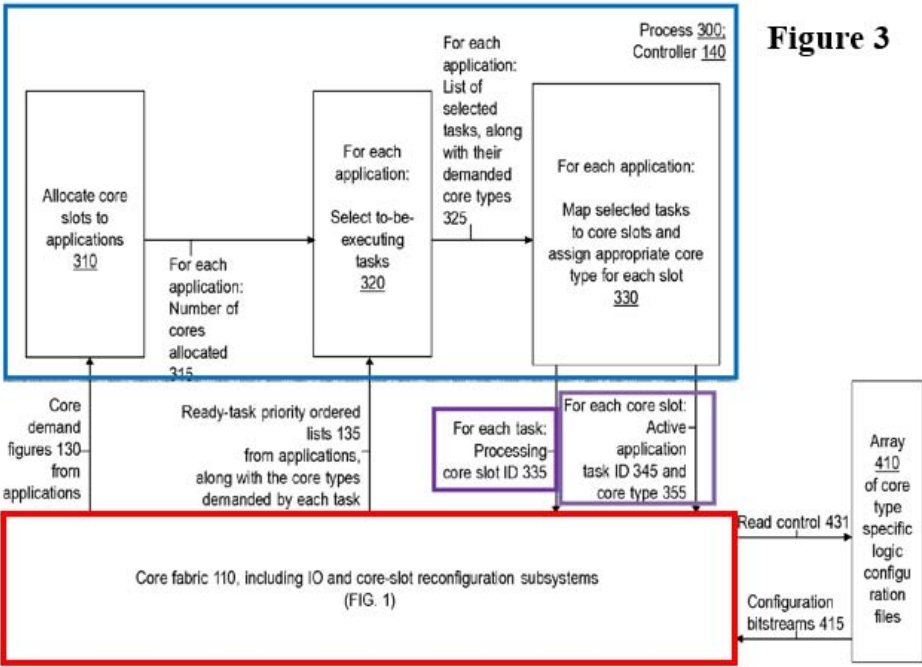 Process 300;
Controller 140
Figure 3
Allocate core
slots to
applications
310
For each
application:
Number of
cores
allocated
315
For each
application:
Select to-be-
executing
tasks
320
For each
application:
List of
selected
tasks, along
with their
demanded
core types
325
For each application:
Map selected tasks
to core slots and
assign appropriate core
type for each slot
330
Core
demand
figures 130
from
applications
Ready-task priority ordered
lists 135
from applications,
along with the core types
demanded by each task
For each task:
Processing
core slot ID 335
For each core slot:
Active
application
task ID 345 and
core type 355
Array
410
of core
type
specific
logic
configu
ration
files
Read control 431
Configuration
bitstreams 415
Core fabric 110, including IO and core-slot reconfiguration subsystems
(FIG. 1)